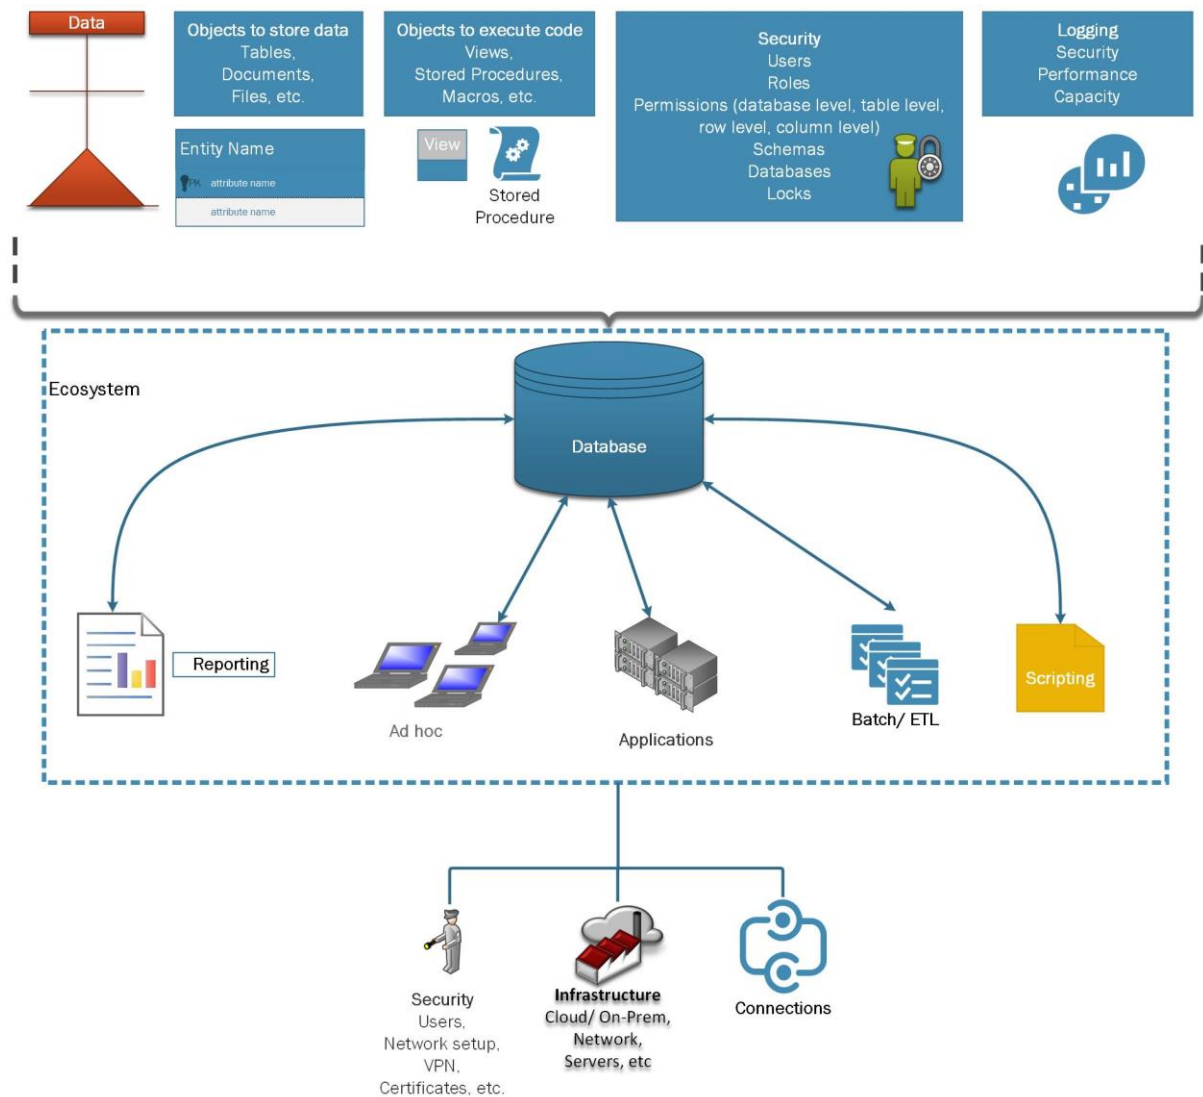 Data
Objects to store data
Tables,
Documents,
Files, etc.
Objects to execute code
Views,
Stored Procedures,
Macros, etc.
Security
Users
Roles
Permissions (database level, table level,
row level, column level)
Schemas
Databases
Locks
Logging
Security
Performance
Capacity
Entity Name
PK attribute name
attribute name
View
Stored
Procedure
Ecosystem
Database
Reporting
Ad hoc
Applications
Batch/ ETL
Scripting
Security
Users,
Network setup,
VPN,
Certificates, etc.
Infrastructure
Cloud/ On-Prem,
Network,
Servers, etc
Connections